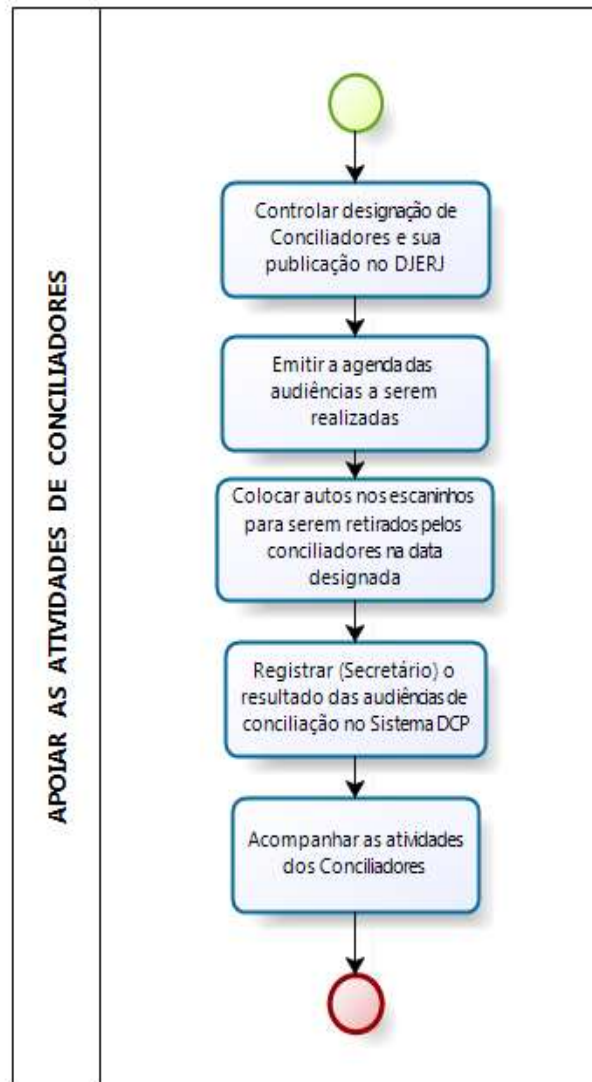 APOIAR AS ATIVIDADES DE CONCILIADORES
Controlar designação de
Conciliadores e sua
publicação no DJERJ
Emitir a agenda das
audiências a serem
realizadas
Colocar autos nos escaninhos
para serem retirados pelos
conciliadores na data
designada
Registrar (Secretário) o
resultado das audiências de
conciliação no Sistema DCP
Acompanhar as atividades
dos Conciliadores